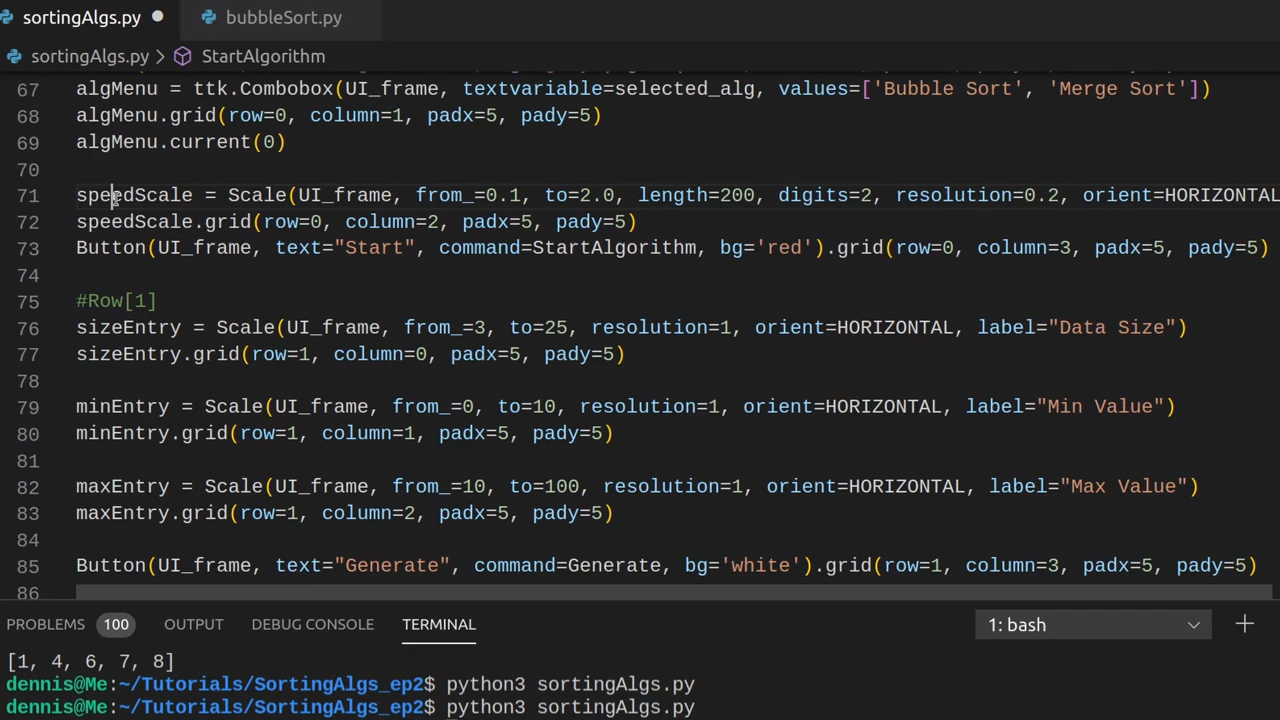 sortingAlgs.py
bubbleSort.py
sortingAlgs.py > StartAlgorithm
67 algMenu = ttk.Combobox(UI_frame, textvariable=selected_alg, values=['Bubble Sort', 'Merge Sort'])
68 algMenu.grid(row=0, column=1, padx=5, pady=5)
69 algMenu.current(0)
70
71 speedScale = Scale(UI_frame, from_=0.1, to=2.0, length=200, digits=2, resolution=0.2, orient=HORIZONTAL
72 speedScale.grid(row=0, column=2, padx=5, pady=5)
73 Button(UI_frame, text="Start", command=StartAlgorithm, bg='red').grid(row=0, column=3, padx=5, pady=5)
74
75 #Row[1]
76 sizeEntry = Scale(UI_frame, from_=3, to=25, resolution=1, orient=HORIZONTAL, label="Data Size")
77 sizeEntry.grid(row=1, column=0, padx=5, pady=5)
78
79 minEntry = Scale(UI_frame, from_=0, to=10, resolution=1, orient=HORIZONTAL, label="Min Value")
80 minEntry.grid(row=1, column=1, padx=5, pady=5)
81
82 maxEntry = Scale(UI_frame, from_=10, to=100, resolution=1, orient=HORIZONTAL, label="Max Value")
83 maxEntry.grid(row=1, column=2, padx=5, pady=5)
84
85 Button(UI_frame, text="Generate", command=Generate, bg='white').grid(row=1, column=3, padx=5, pady=5)
86
PROBLEMS 100 OUTPUT DEBUG CONSOLE TERMINAL 1: bash
[1, 4, 6, 7, 8]
dennis@Me:~/Tutorials/SortingAlgs_ep2$ python3 sortingAlgs.py
dennis@Me:~/Tutorials/SortingAlgs_ep2$ python3 sortingAlgs.py